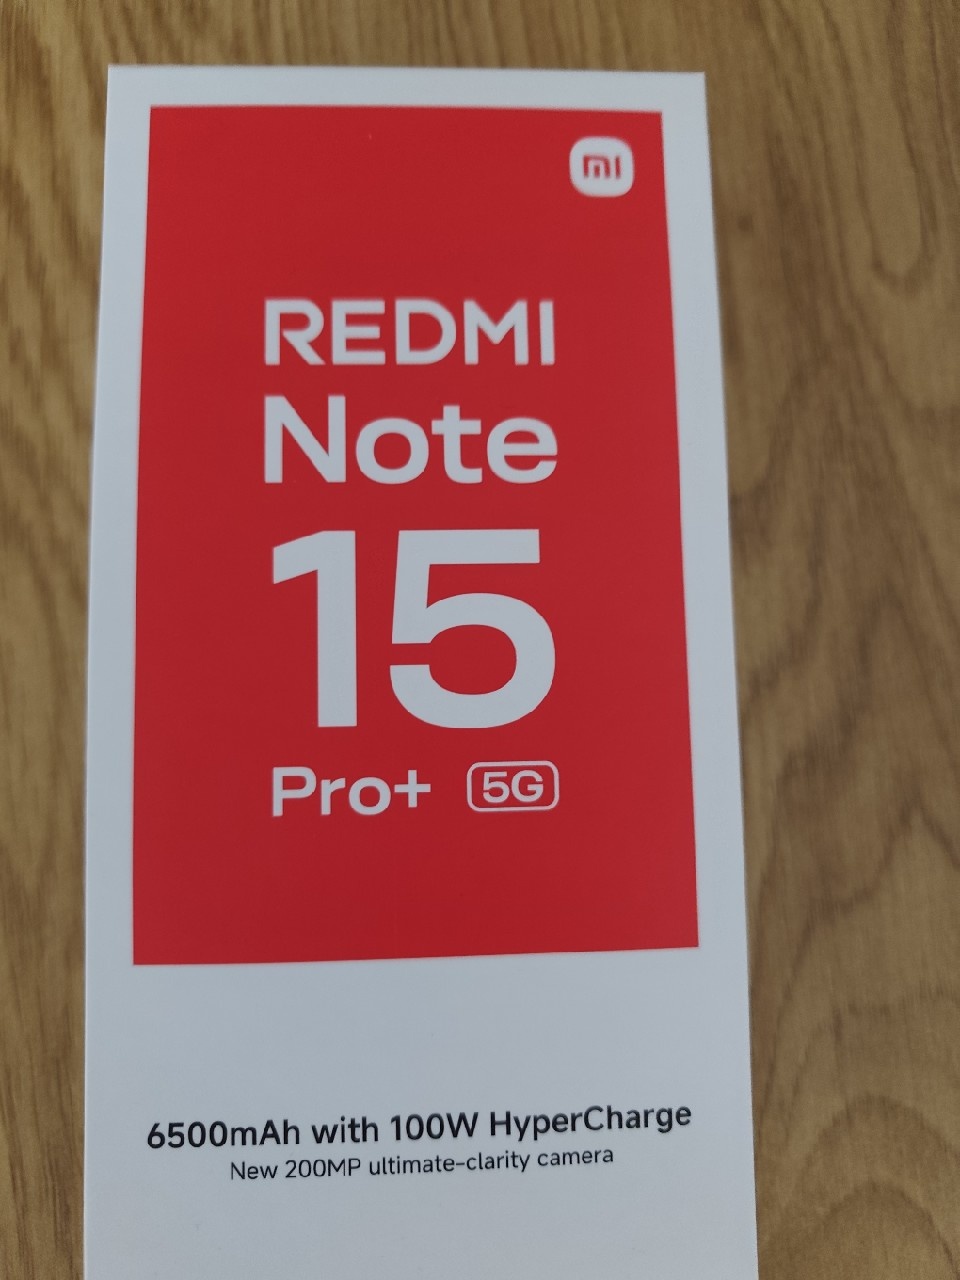 mi
REDMI
Note
15
Pro+ 5G
6500mAh with 100W HyperCharge
New 200MP ultimate-clarity camera